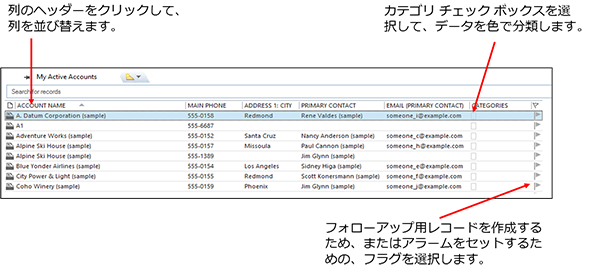 列のヘッダーをクリックして、
列を並び替えます。
カテゴリ チェック ボックスを選
択して、データを色で分類します。
My Active Accounts
Search for records
ACCOUNT NAME MAIN PHONE ADDRESS 1: CITY PRIMARY CONTACT EMAIL (PRIMARY CONTACT) CATEGORIES
A. Datum Corporation (sample) 555-0158 Redmond Rene Valdes (sample) someone_i@example.com
A1 555-6687
Adventure Works (sample) 555-0152 Santa Cruz Nancy Anderson (sample) someone_c@example.com
Alpine Ski House (sample) 555-0157 Missoula Paul Cannon (sample) someone_h@example.com
Alpine Ski House 555-1389 Jim Glynn (sample)
Blue Yonder Airlines (sample) 555-0154 Los Angeles Sidney Higa (sample) someone_e@example.com
City Power & Light (sample) 555-0155 Redmond Scott Konersmann (sample) someone_f@example.com
Coho Winery (sample) 555-0159 Phoenix Jim Glynn (sample) someone_j@example.com
フォローアップ用レコードを作成する
ため、またはアラームをセットするた
めの、フラグを選択します。